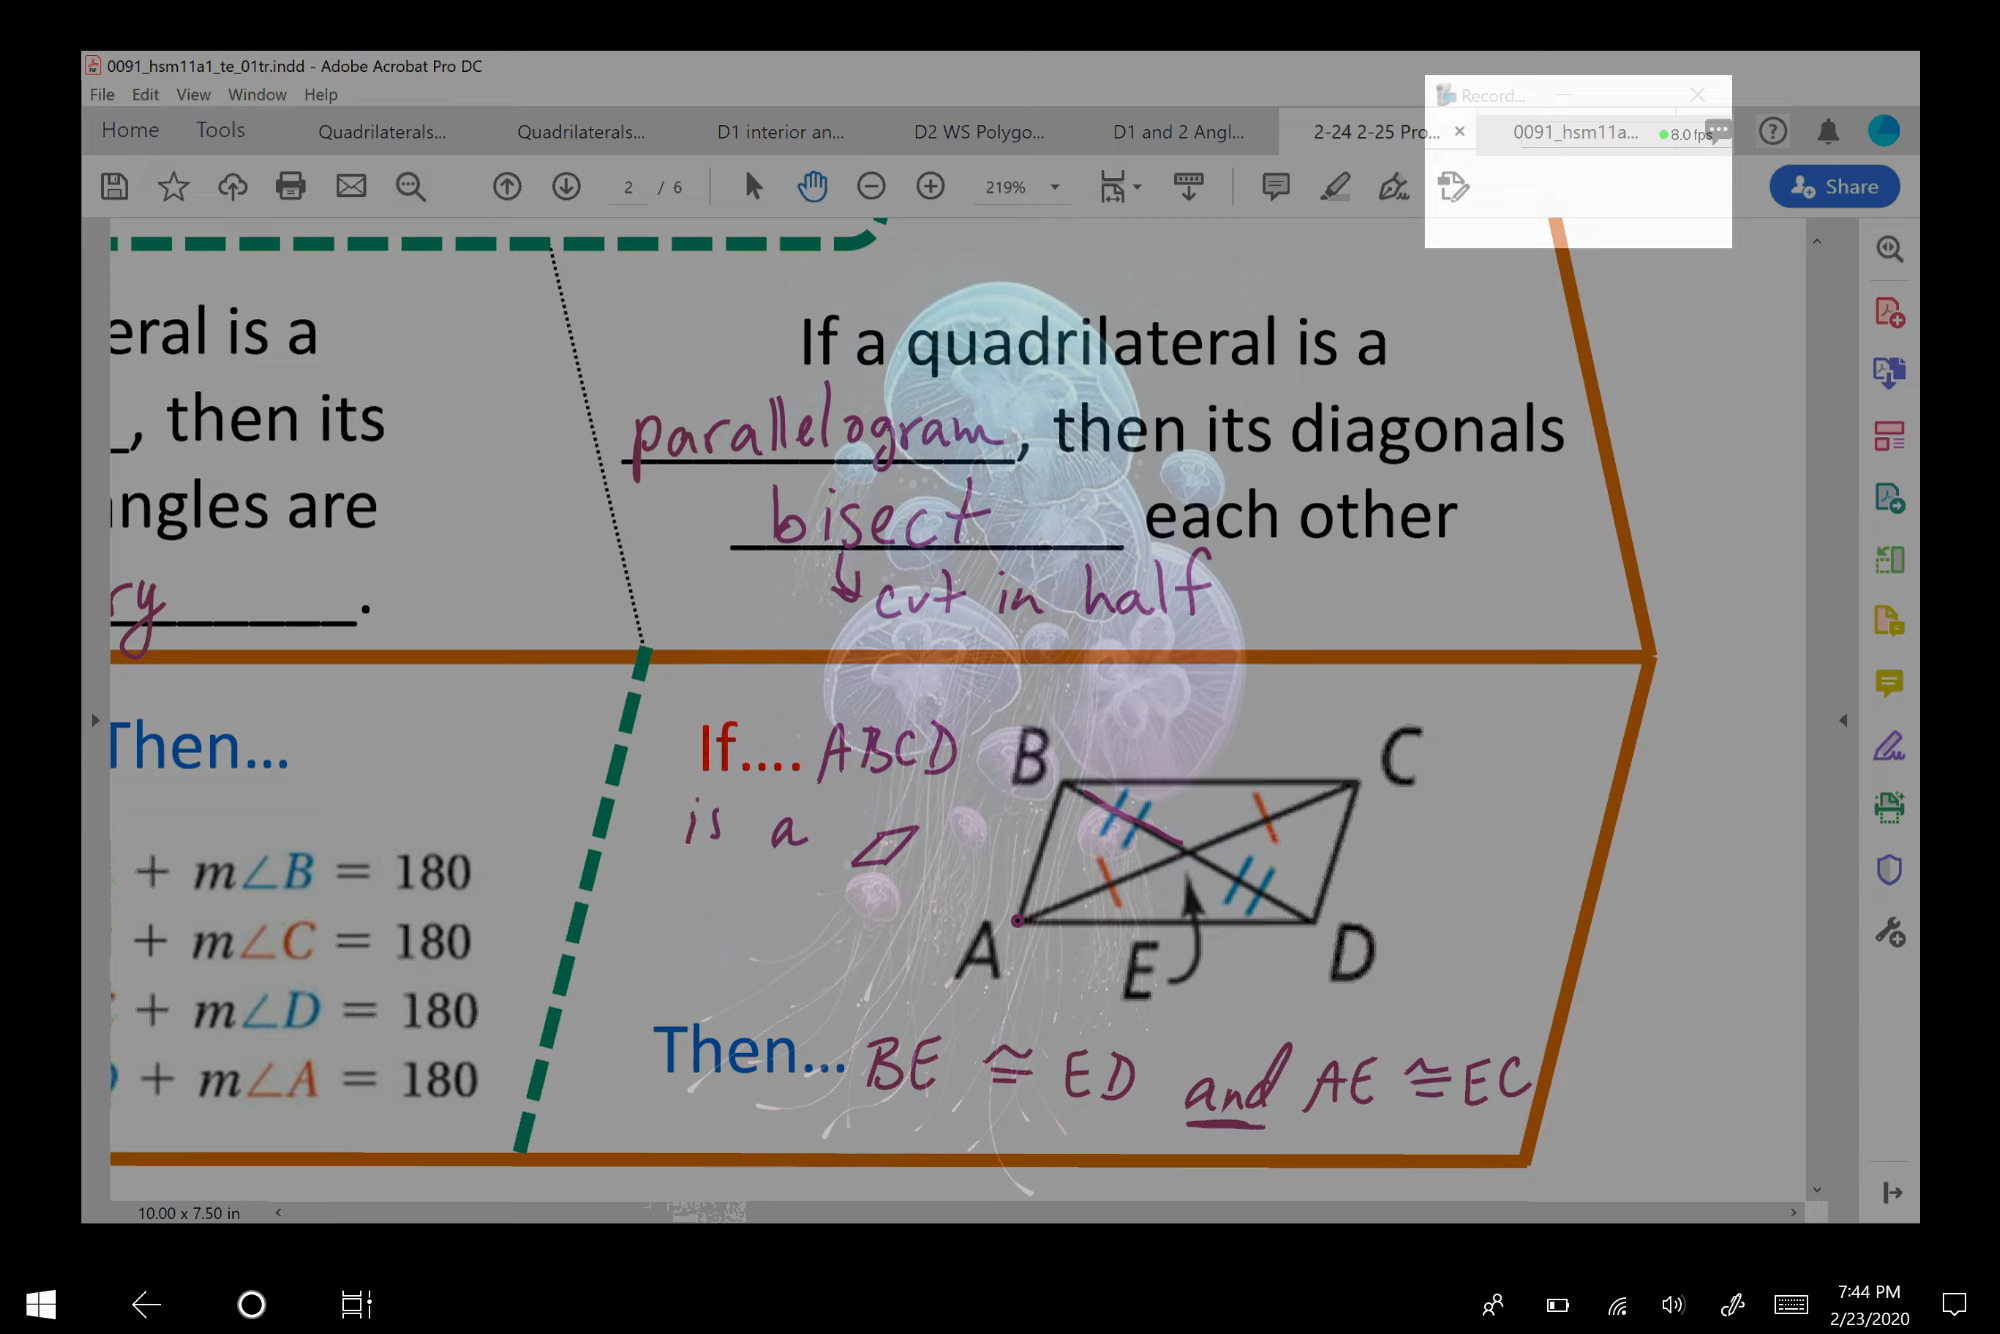 0091_hsm11a1_te_01tr.indd - Adobe Acrobat Pro DC
Record...
File Edit View Window Help
Home Tools Quadrilaterals... Quadrilaterals... D1 interior an... D2 WS Polygo... D1 and 2 Angl... 2-24 2-25 Pro... 0091_hsm11a... 8.0 fps
2 / 6 219% Share
eral is a
_, then its
ngles are
ry_______.
If a quadrilateral is a
parallelogram, then its diagonals
bisect each other
cut in half
Then...
+ m∠B = 180
+ m∠C = 180
+ m∠D = 180
+ m∠A = 180
If.... ABCD
is a ▱
B C
A E D
Then... BE ≅ ED and AE ≅ EC
10.00 x 7.50 in
7:44 PM
2/23/2020